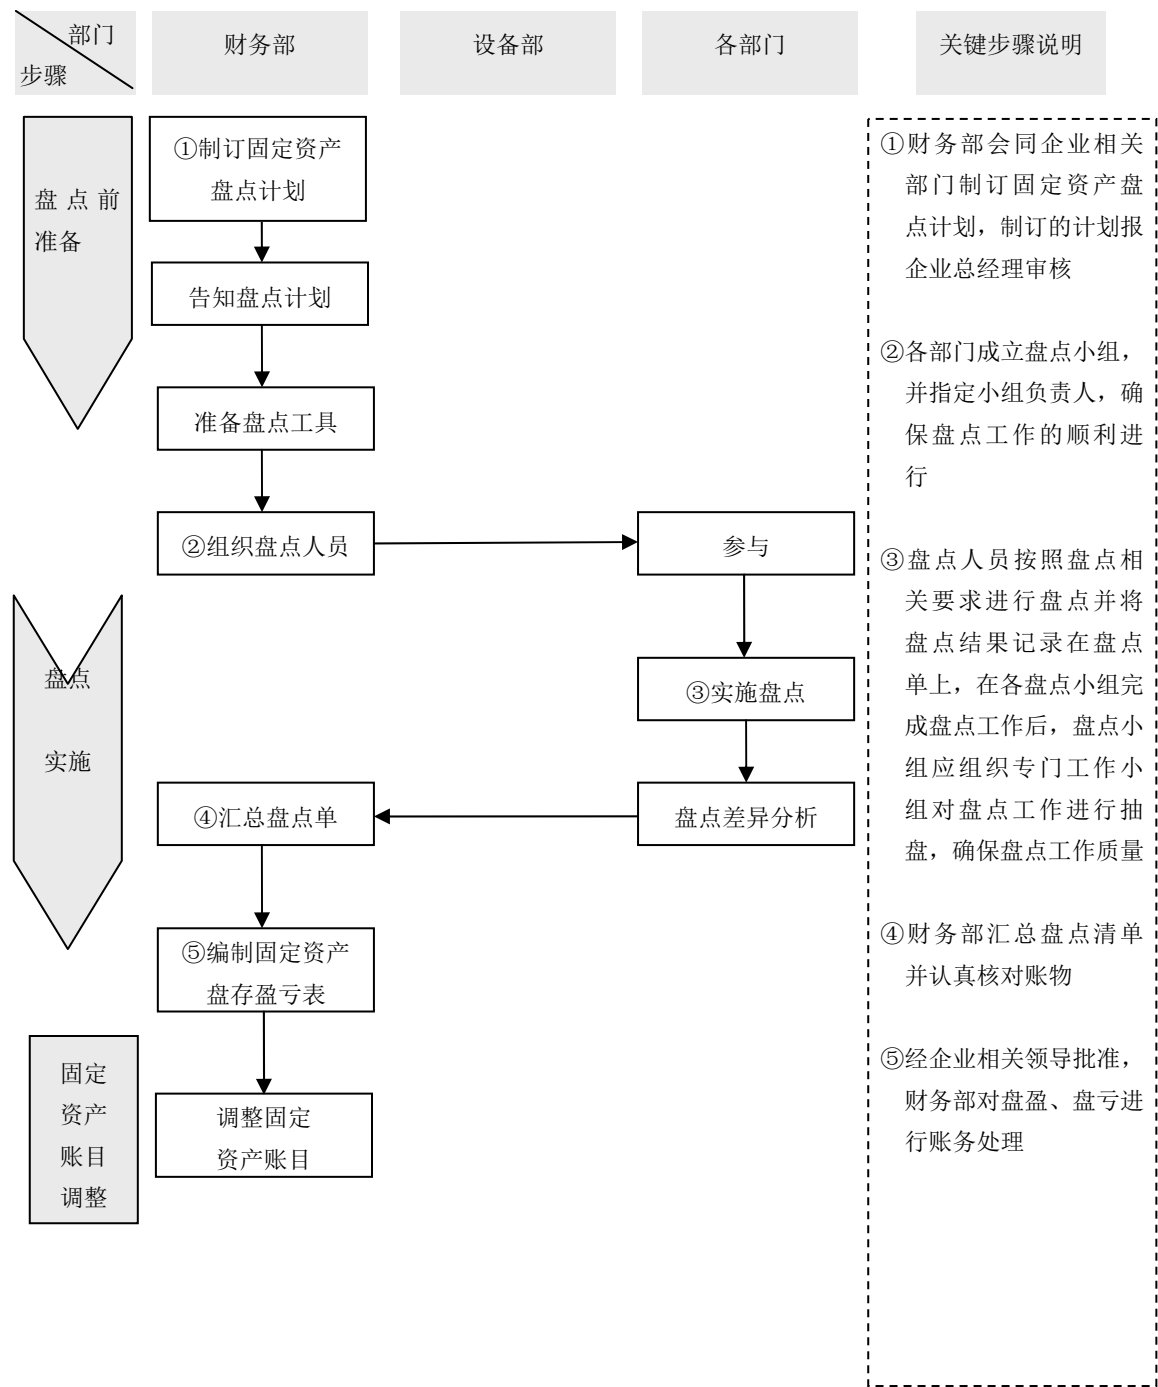 部门
步骤
财务部
设备部
各部门
关键步骤说明
盘点前
准备
①制订固定资产
盘点计划
告知盘点计划
准备盘点工具
②组织盘点人员
参与
盘点
实施
③实施盘点
④汇总盘点单
盘点差异分析
⑤编制固定资产
盘存盈亏表
固定
资产
账目
调整
调整固定
资产账目
①财务部会同企业相关
部门制订固定资产盘
点计划，制订的计划报
企业总经理审核
②各部门成立盘点小组，
并指定小组负责人，确
保盘点工作的顺利进
行
③盘点人员按照盘点相
关要求进行盘点并将
盘点结果记录在盘点
单上，在各盘点小组完
成盘点工作后，盘点小
组应组织专门工作小
组对盘点工作进行抽
盘，确保盘点工作质量
④财务部汇总盘点清单
并认真核对账物
⑤经企业相关领导批准，
财务部对盘盈、盘亏进
行账务处理